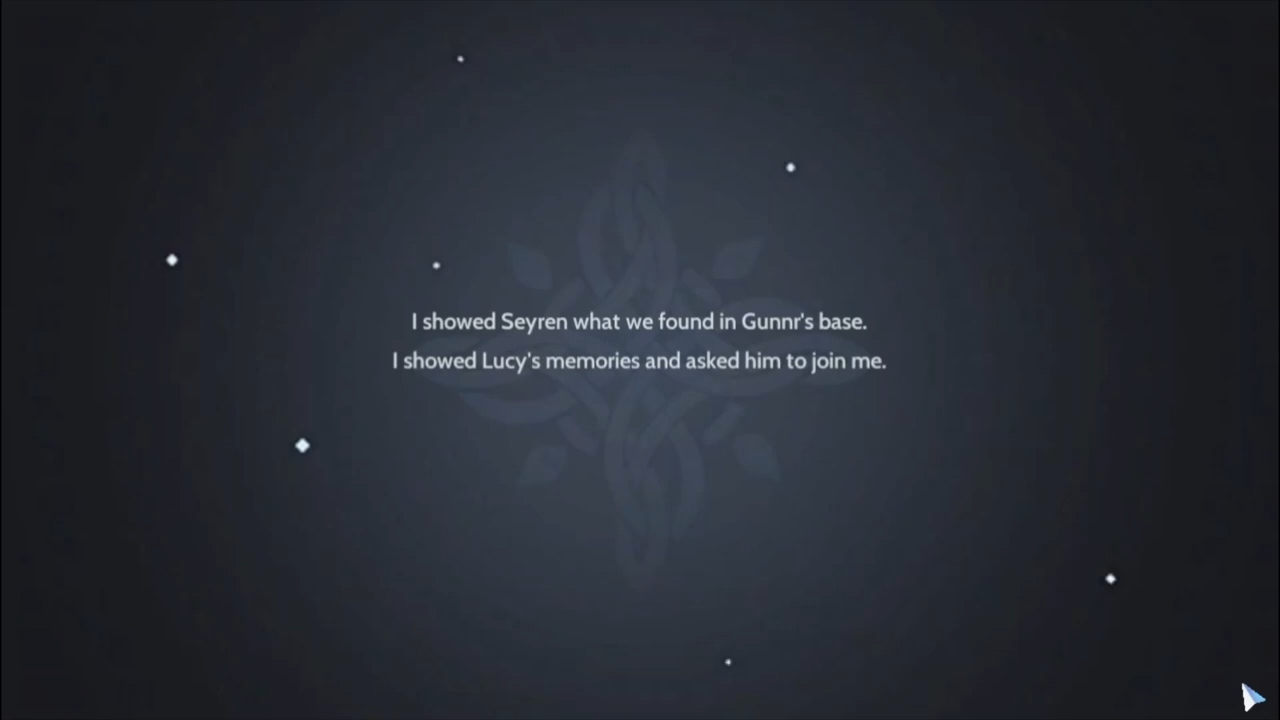 I showed Seyren what we found in Gunnr's base.
I showed Lucy's memories and asked him to join me.